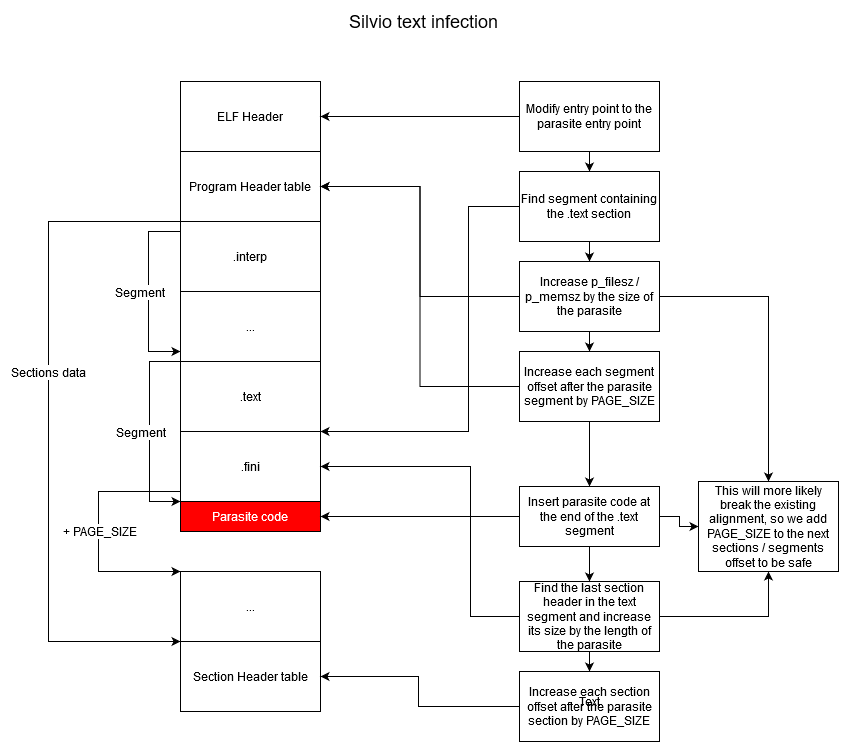 Silvio text infection
ELF Header
Modify entry point to the
parasite entry point
Program Header table
Find segment containing
the .text section
.interp
Segment
Increase p_filesz /
p_memsz by the size of
the parasite
...
Sections data
Increase each segment
offset after the parasite
segment by PAGE_SIZE
.text
Segment
.fini
Parasite code
+ PAGE_SIZE
Insert parasite code at
the end of the .text
segment
This will more likely
break the existing
alignment, so we add
PAGE_SIZE to the next
sections / segments
offset to be safe
...
Find the last section
header in the text
segment and increase
its size by the length of
the parasite
Section Header table
Increase each section
Text
offset after the parasite
section by PAGE_SIZE